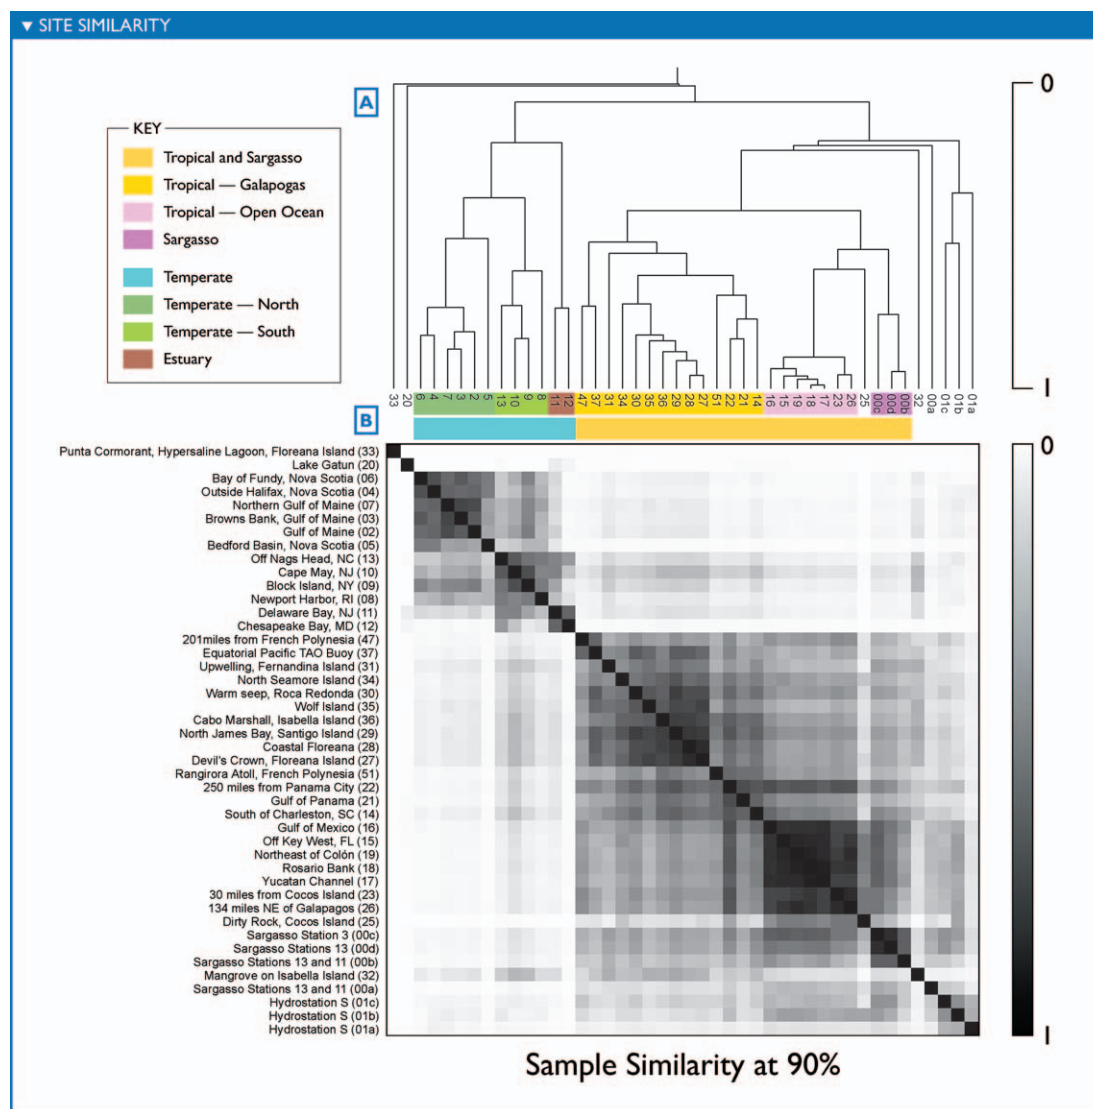 ▼ SITE SIMILARITY
A
0
1
KEY
Tropical and Sargasso
Tropical — Galapogas
Tropical — Open Ocean
Sargasso
Temperate
Temperate — North
Temperate — South
Estuary
33 20 6 4 7 3 2 5 13 10 9 8 11 12 47 37 31 34 30 35 36 29 28 27 51 22 21 14 16 15 19 18 17 23 26 25 00c 00d 00b 32 00a 01c 01b 01a
B
0
1
Punta Cormorant, Hypersaline Lagoon, Floreana Island (33)
Lake Gatun (20)
Bay of Fundy, Nova Scotia (06)
Outside Halifax, Nova Scotia (04)
Northern Gulf of Maine (07)
Browns Bank, Gulf of Maine (03)
Gulf of Maine (02)
Bedford Basin, Nova Scotia (05)
Off Nags Head, NC (13)
Cape May, NJ (10)
Block Island, NY (09)
Newport Harbor, RI (08)
Delaware Bay, NJ (11)
Chesapeake Bay, MD (12)
201miles from French Polynesia (47)
Equatorial Pacific TAO Buoy (37)
Upwelling, Fernandina Island (31)
North Seamore Island (34)
Warm seep, Roca Redonda (30)
Wolf Island (35)
Cabo Marshall, Isabella Island (36)
North James Bay, Santigo Island (29)
Coastal Floreana (28)
Devil's Crown, Floreana Island (27)
Rangirora Atoll, French Polynesia (51)
250 miles from Panama City (22)
Gulf of Panama (21)
South of Charleston, SC (14)
Gulf of Mexico (16)
Off Key West, FL (15)
Northeast of Colón (19)
Rosario Bank (18)
Yucatan Channel (17)
30 miles from Cocos Island (23)
134 miles NE of Galapagos (26)
Dirty Rock, Cocos Island (25)
Sargasso Station 3 (00c)
Sargasso Stations 13 (00d)
Sargasso Stations 13 and 11 (00b)
Mangrove on Isabella Island (32)
Sargasso Stations 13 and 11 (00a)
Hydrostation S (01c)
Hydrostation S (01b)
Hydrostation S (01a)
Sample Similarity at 90%